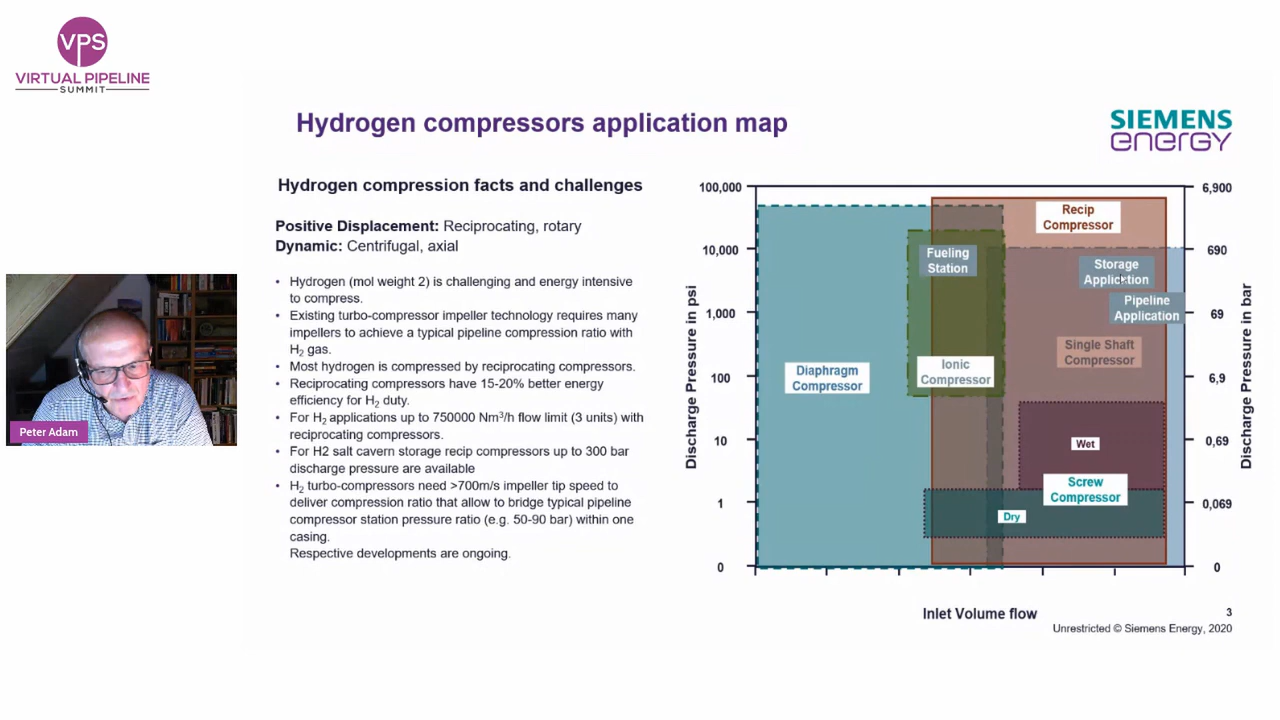 VPS
VIRTUAL PIPELINE
SUMMIT
Hydrogen compressors application map
SIEMENS
energy
Hydrogen compression facts and challenges
Positive Displacement: Reciprocating, rotary
Dynamic: Centrifugal, axial
• Hydrogen (mol weight 2) is challenging and energy intensive
to compress.
• Existing turbo-compressor impeller technology requires many
impellers to achieve a typical pipeline compression ratio with
H₂ gas.
• Most hydrogen is compressed by reciprocating compressors.
• Reciprocating compressors have 15-20% better energy
efficiency for H₂ duty.
• For H₂ applications up to 750000 Nm³/h flow limit (3 units) with
reciprocating compressors.
• For H2 salt cavern storage recip compressors up to 300 bar
discharge pressure are available
• H₂ turbo-compressors need >700m/s impeller tip speed to
deliver compression ratio that allow to bridge typical pipeline
compressor station pressure ratio (e.g. 50-90 bar) within one
casing.
Respective developments are ongoing.
Peter Adam
Discharge Pressure in psi
100,000
10,000
1,000
100
10
1
0
Diaphragm
Compressor
Fueling
Station
Ionic
Compressor
Recip
Compressor
Storage
Application
Pipeline
Application
Single Shaft
Compressor
Wet
Screw
Compressor
Dry
6,900
690
69
6,9
0,69
0,069
0
Discharge Pressure in bar
Inlet Volume flow
3
Unrestricted © Siemens Energy, 2020